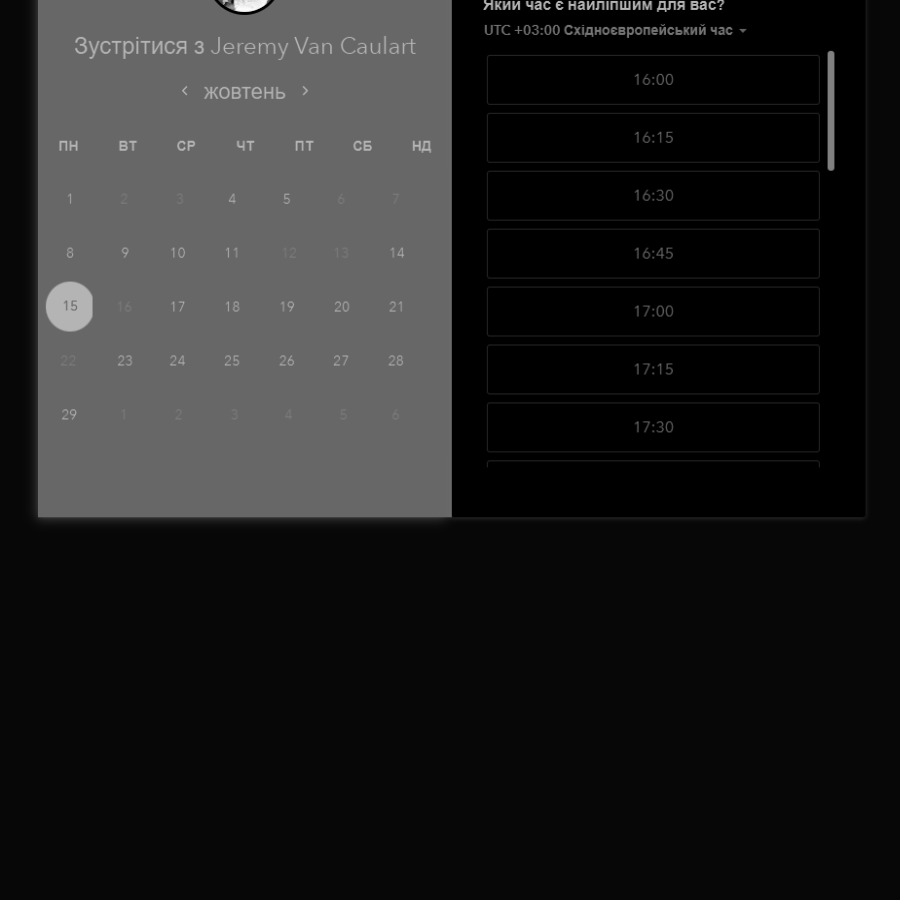 Зустрітися з Jeremy Van Caulart
‹ жовтень ›
ПН ВТ СР ЧТ ПТ СБ НД
1 2 3 4 5 6 7
8 9 10 11 12 13 14
15 16 17 18 19 20 21
22 23 24 25 26 27 28
29 1 2 3 4 5 6
Який час є найліпшим для вас?
UTC +03:00 Східноєвропейський час
16:00
16:15
16:30
16:45
17:00
17:15
17:30